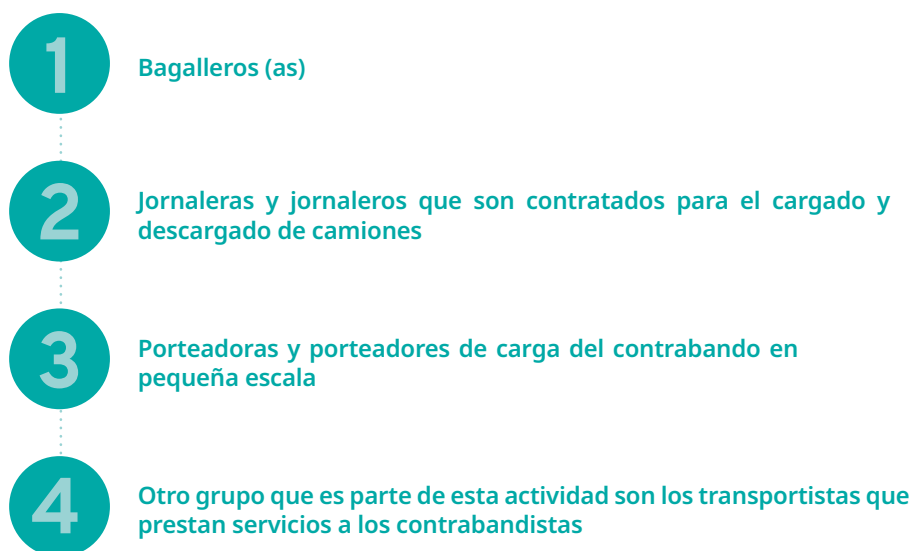 1
Bagalleros (as)
2
Jornaleras y jornaleros que son contratados para el cargado y
descargado de camiones
3
Porteadoras y porteadores de carga del contrabando en
pequeña escala
4
Otro grupo que es parte de esta actividad son los transportistas que
prestan servicios a los contrabandistas